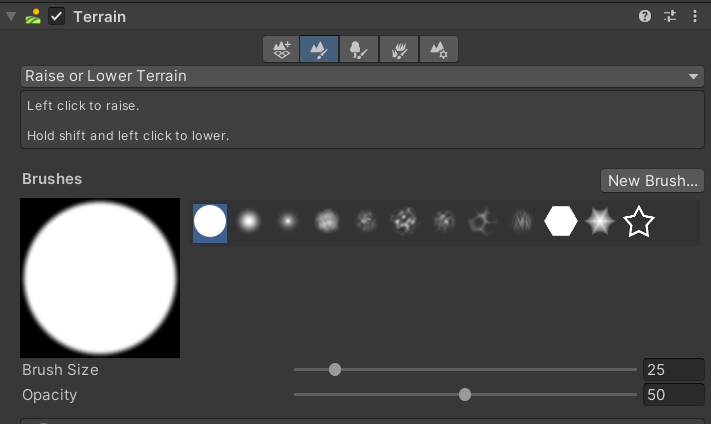 Terrain
Raise or Lower Terrain
Left click to raise.
Hold shift and left click to lower.
Brushes
New Brush...
Brush Size
25
Opacity
50